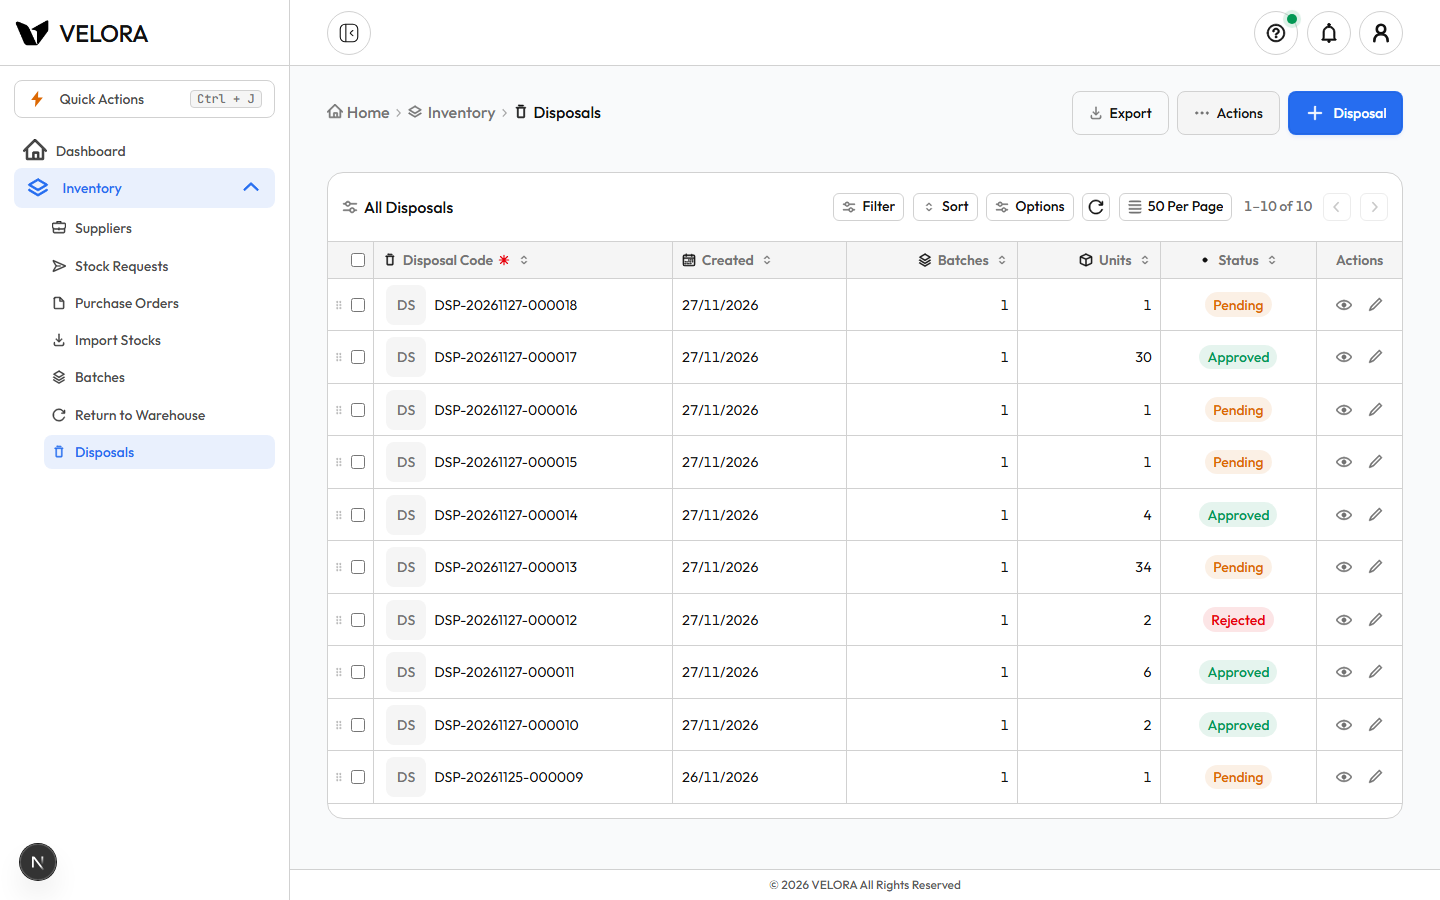 VELORA
Quick Actions Ctrl + J
Dashboard
Inventory
Suppliers
Stock Requests
Purchase Orders
Import Stocks
Batches
Return to Warehouse
Disposals
N
Home Inventory Disposals
Export Actions Disposal
All Disposals Filter Sort Options 50 Per Page 1–10 of 10
Disposal Code Created Batches Units Status Actions
DS DSP-20261127-000018 27/11/2026 1 1 Pending
DS DSP-20261127-000017 27/11/2026 1 30 Approved
DS DSP-20261127-000016 27/11/2026 1 1 Pending
DS DSP-20261127-000015 27/11/2026 1 1 Pending
DS DSP-20261127-000014 27/11/2026 1 4 Approved
DS DSP-20261127-000013 27/11/2026 1 34 Pending
DS DSP-20261127-000012 27/11/2026 1 2 Rejected
DS DSP-20261127-000011 27/11/2026 1 6 Approved
DS DSP-20261127-000010 27/11/2026 1 2 Approved
DS DSP-20261125-000009 26/11/2026 1 1 Pending
© 2026 VELORA All Rights Reserved